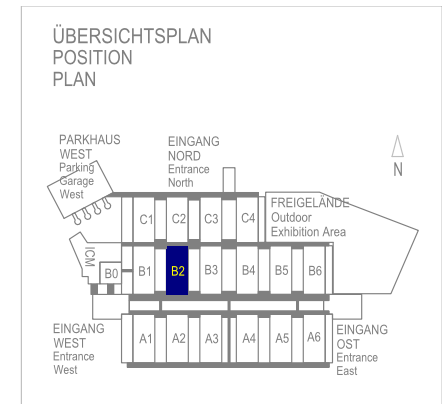 ÜBERSICHTSPLAN
POSITION
PLAN
PARKHAUS
WEST
Parking
Garage
West
EINGANG
NORD
Entrance
North
N
FREIGELÄNDE
Outdoor
Exhibition Area
C1 C2 C3 C4
ICM
B0 B1 B2 B3 B4 B5 B6
EINGANG
WEST
Entrance
West
A1 A2 A3 A4 A5 A6
EINGANG
OST
Entrance
East